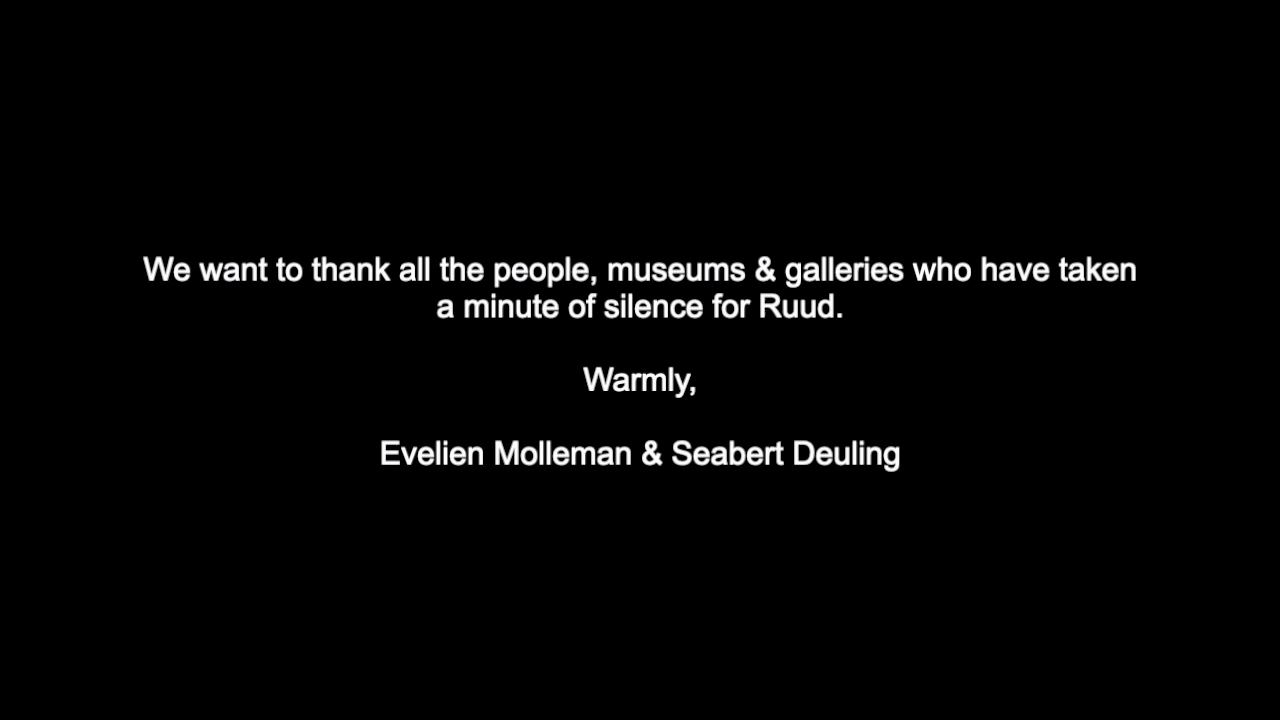 We want to thank all the people, museums & galleries who have taken
a minute of silence for Ruud.
Warmly,
Evelien Molleman & Seabert Deuling